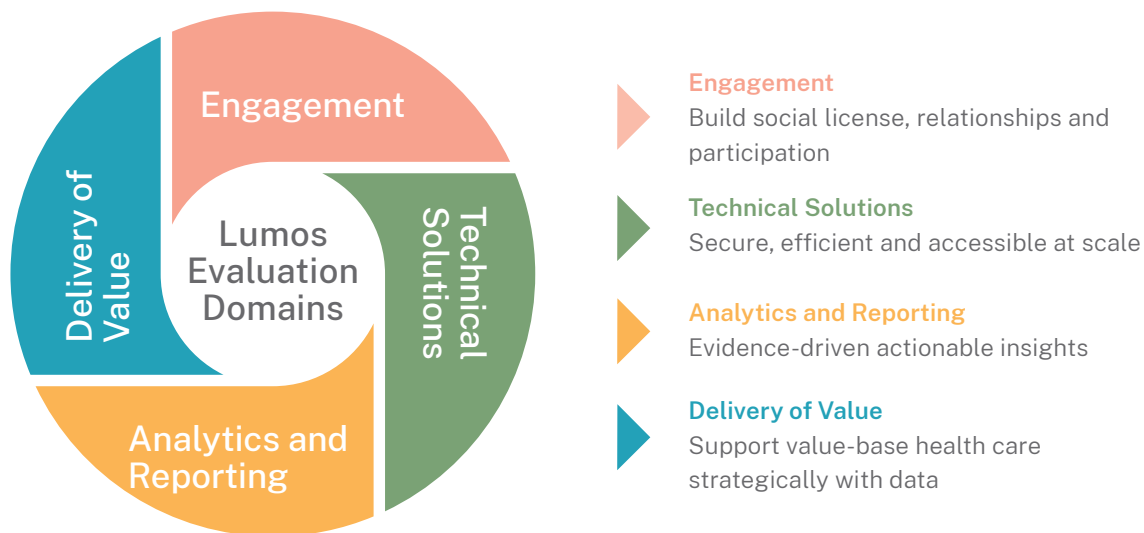 Engagement
Technical
Solutions
Analytics and
Reporting
Delivery of
Value
Lumos
Evaluation
Domains
Engagement
Build social license, relationships and
participation
Technical Solutions
Secure, efficient and accessible at scale
Analytics and Reporting
Evidence-driven actionable insights
Delivery of Value
Support value-base health care
strategically with data